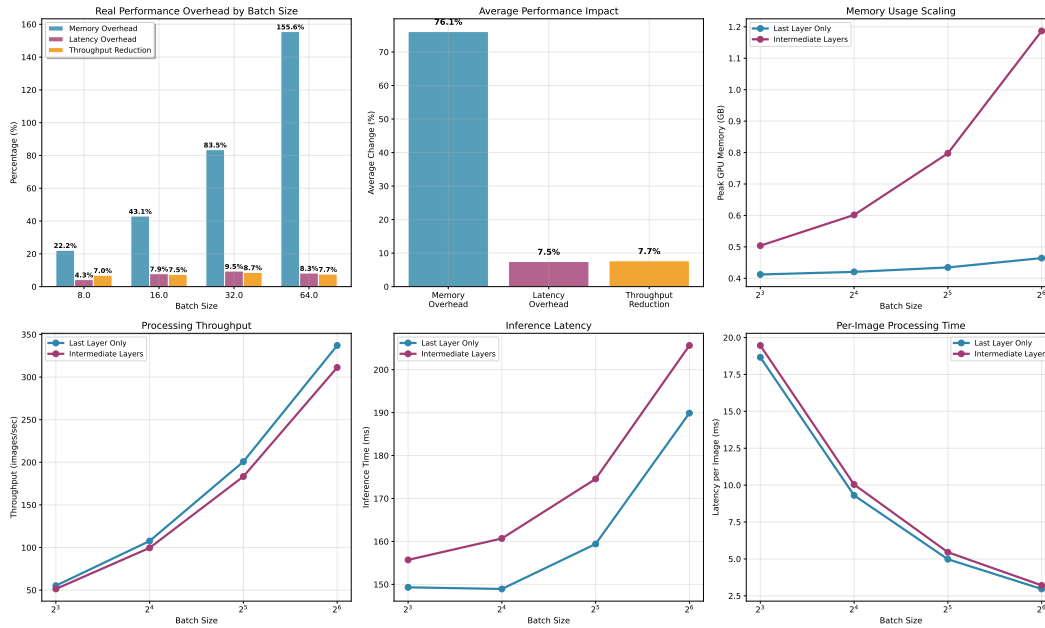 Real Performance Overhead by Batch Size
Memory Overhead
Latency Overhead
Throughput Reduction
Percentage (%)
160
140
120
100
80
60
40
20
0
22.2%
4.3%
7.0%
43.1%
7.9%
7.5%
83.5%
9.5%
8.7%
155.6%
8.3%
7.7%
8.0
16.0
32.0
64.0
Batch Size
Average Performance Impact
Average Change (%)
70
60
50
40
30
20
10
0
76.1%
7.5%
7.7%
Memory
Overhead
Latency
Overhead
Throughput
Reduction
Memory Usage Scaling
Last Layer Only
Intermediate Layers
Peak GPU Memory (GB)
1.2
1.1
1.0
0.9
0.8
0.7
0.6
0.5
0.4
2³
2⁴
2⁵
2⁶
Batch Size
Processing Throughput
Last Layer Only
Intermediate Layers
Throughput (images/sec)
350
300
250
200
150
100
50
2³
2⁴
2⁵
2⁶
Batch Size
Inference Latency
Last Layer Only
Intermediate Layers
Inference Time (ms)
200
190
180
170
160
150
2³
2⁴
2⁵
2⁶
Batch Size
Per-Image Processing Time
Last Layer Only
Intermediate Layer
Latency per Image (ms)
20.0
17.5
15.0
12.5
10.0
7.5
5.0
2.5
2³
2⁴
2⁵
2⁶
Batch Size